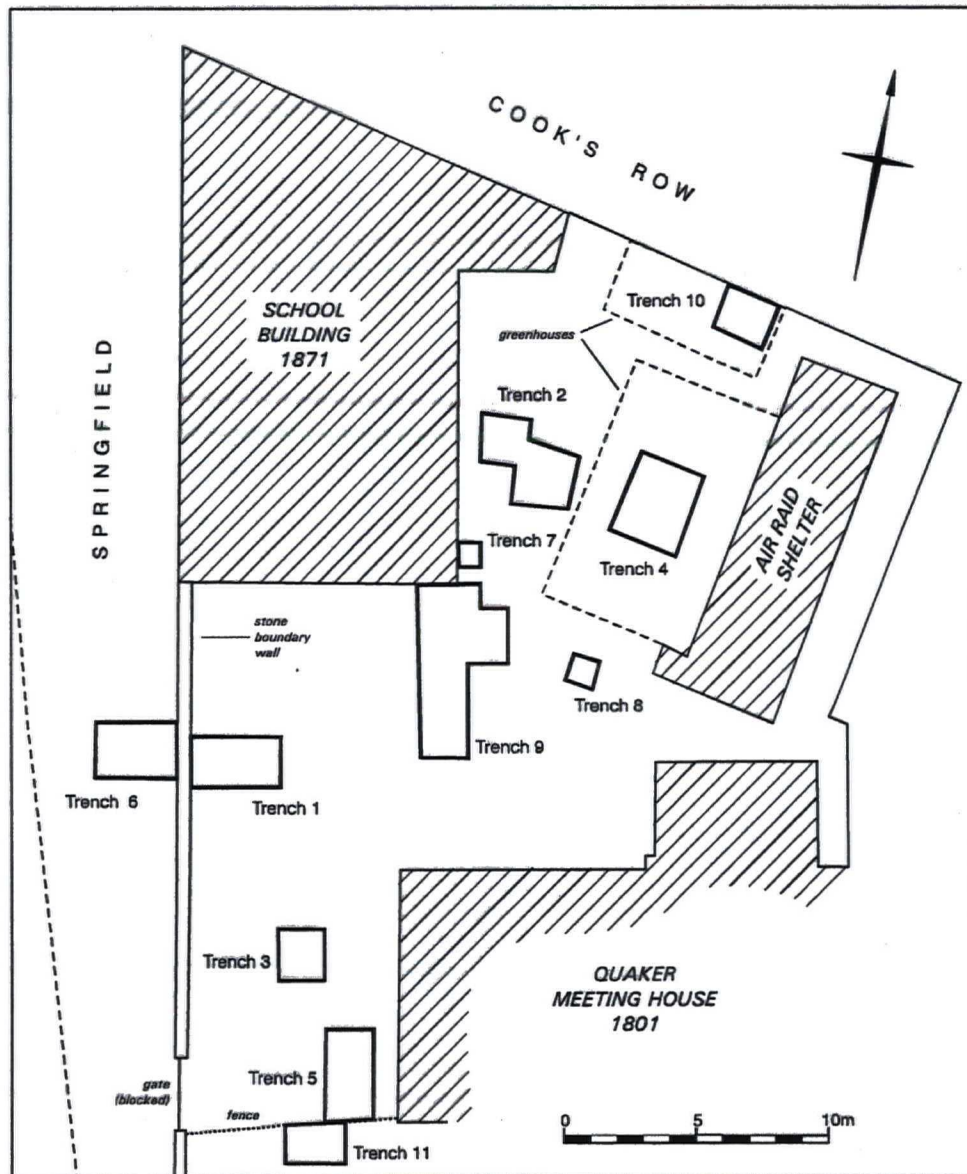 COOK'S ROW
SPRINGFIELD
SCHOOL
BUILDING
1871
Trench 10
greenhouses
Trench 2
AIR RAID
SHELTER
Trench 7
Trench 4
stone
boundary
wall
Trench 8
Trench 9
Trench 6
Trench 1
Trench 3
QUAKER
MEETING HOUSE
1801
Trench 5
gate
(blocked)
fence
Trench 11
0 5 10m